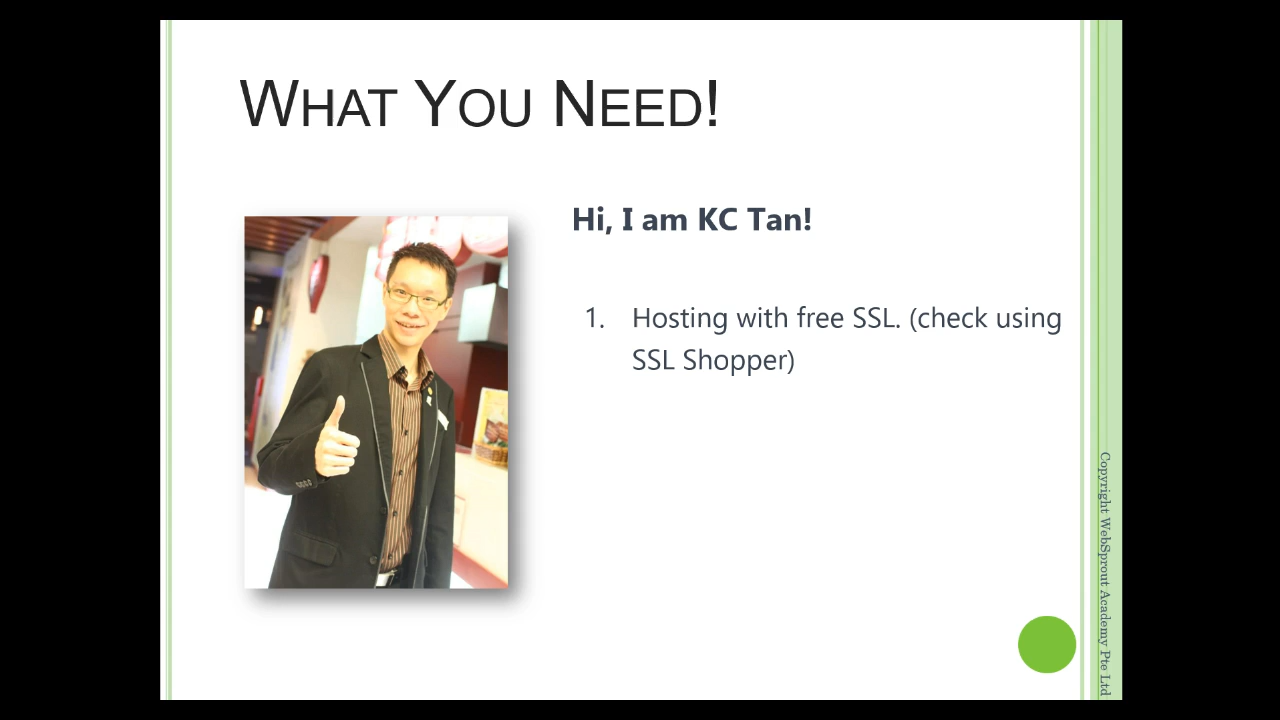 What You Need!
Hi, I am KC Tan!
1. Hosting with free SSL. (check using
SSL Shopper)
Copyright WebSprout Academy Pte Ltd